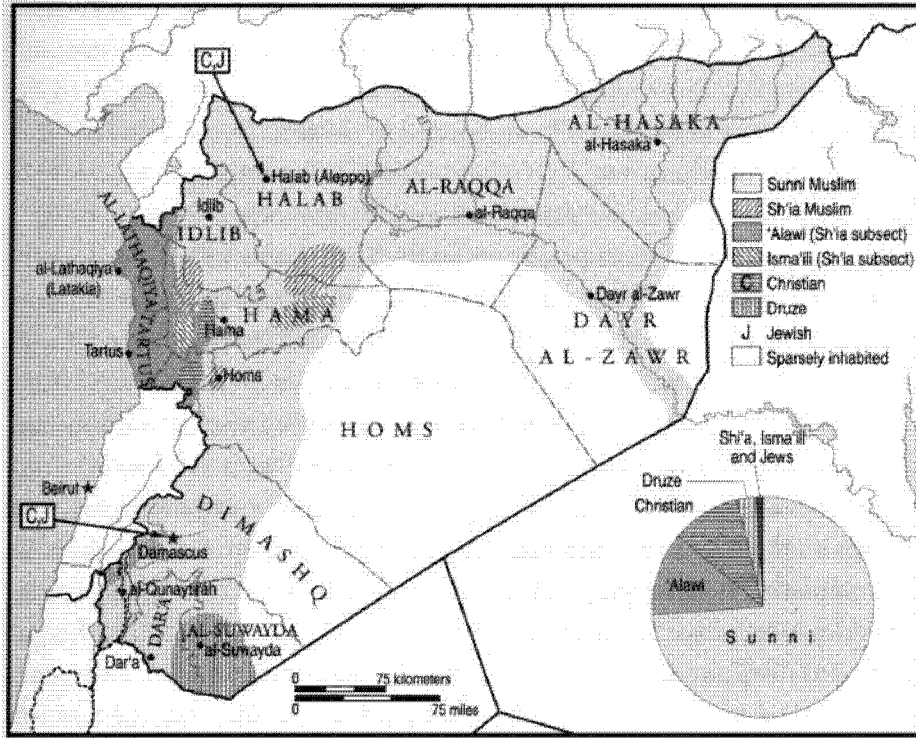 C,J
AL-HASAKA
al-Hasaka
Halab (Aleppo)
HALAB
AL-RAQQA
al-Raqqa
Idlib
IDLIB
AL-LATHAQIYA
al-Lathaqiya
(Latakia)
TARTUS
Tartus
Hama
HAMA
Homs
HOMS
Dayr al-Zawr
DAYR
AL-ZAWR
Sunni Muslim
Sh'ia Muslim
'Alawi (Sh'ia subsect)
Isma'ili (Sh'ia subsect)
C Christian
Druze
J Jewish
Sparsely inhabited
Beirut
C,J
Damascus
DIMASHQ
al-Qunaytirah
DARA
AL-SUWAYDA
al-Suwayda
Dar'a
0 75 kilometers
0 75 miles
Shi'a, Isma'ili
and Jews
Druze
Christian
'Alawi
Sunni